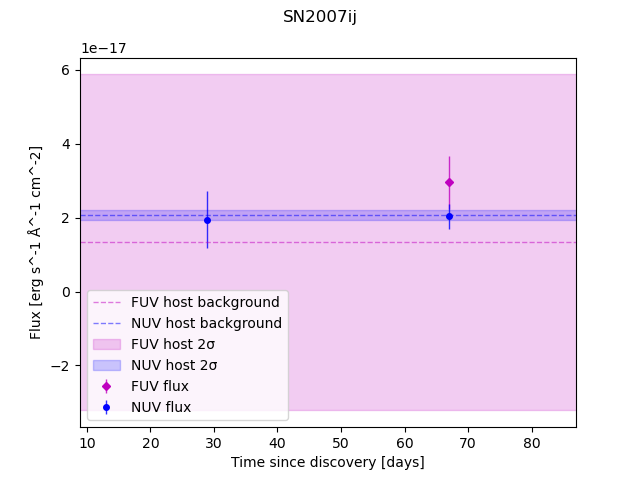 SN2007ij
1e−17
6
4
2
0
−2
Flux [erg s^-1 Å^-1 cm^-2]
FUV host background
NUV host background
FUV host 2σ
NUV host 2σ
FUV flux
NUV flux
10 20 30 40 50 60 70 80
Time since discovery [days]